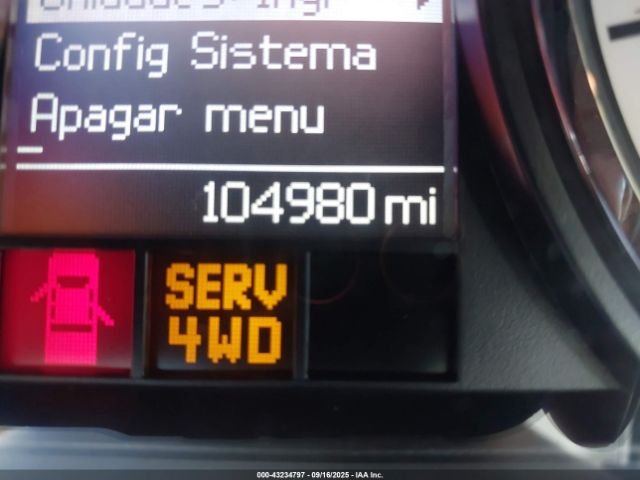 Config Sistema
Apagar menu
104980 mi
SERV
4WD
000-43234797 - 09/16/2025 - IAA Inc.